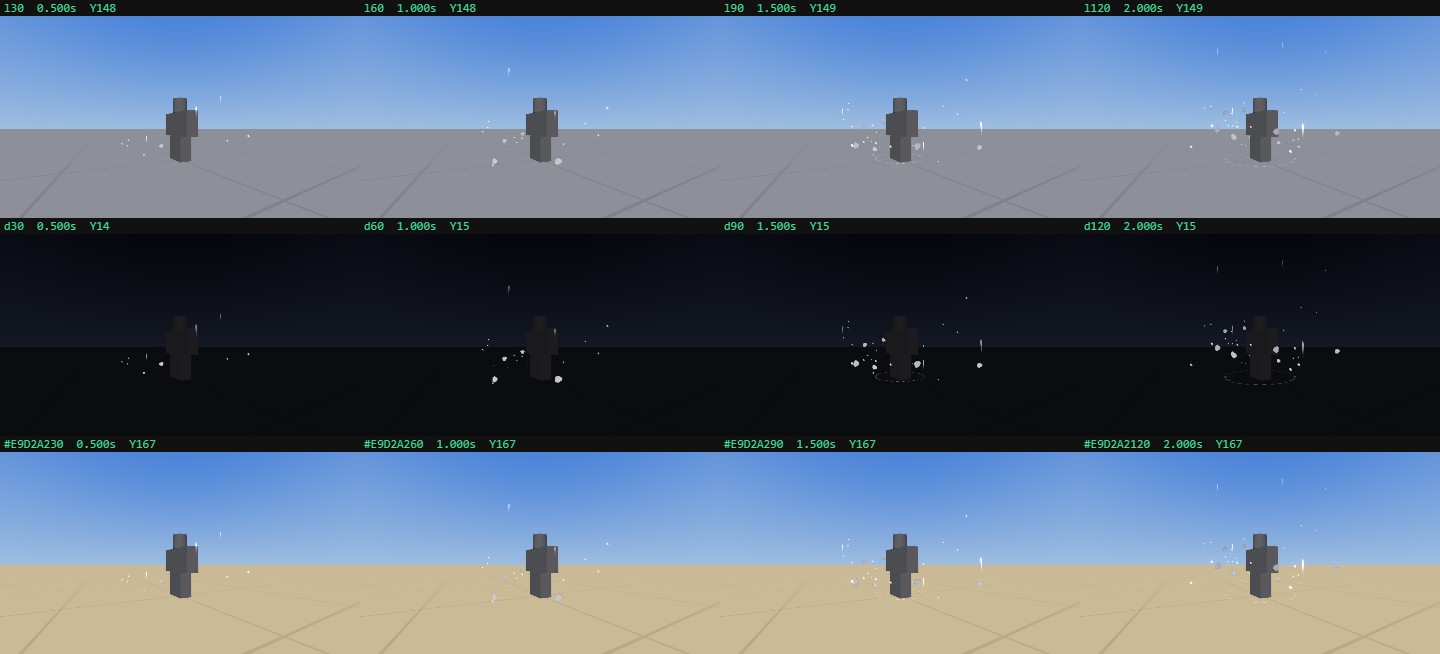 l30 0.500s Y148
l60 1.000s Y148
l90 1.500s Y149
l120 2.000s Y149
d30 0.500s Y14
d60 1.000s Y15
d90 1.500s Y15
d120 2.000s Y15
#E9D2A230 0.500s Y167
#E9D2A260 1.000s Y167
#E9D2A290 1.500s Y167
#E9D2A2120 2.000s Y167